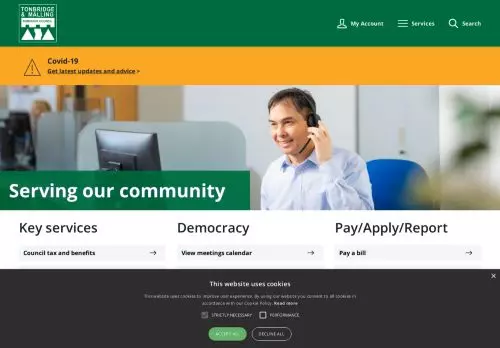 TONBRIDGE
& MALLING
BOROUGH COUNCIL
My Account
Services
Search
Covid-19
Get latest updates and advice >
Serving our community
Key services
Democracy
Pay/Apply/Report
Council tax and benefits
View meetings calendar
Pay a bill
This website uses cookies
This website uses cookies to improve user experience. By using our website you consent to all cookies in
accordance with our Cookie Policy. Read more
STRICTLY NECESSARY
PERFORMANCE
ACCEPT ALL
DECLINE ALL